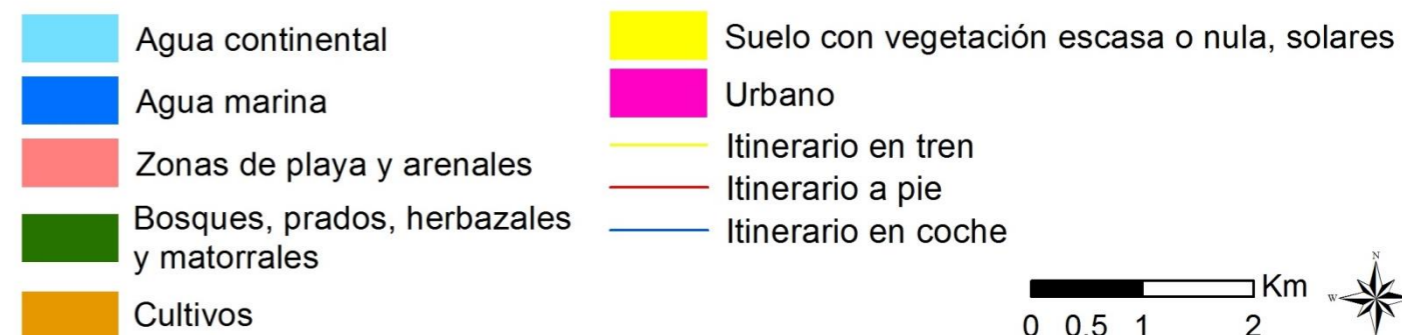 Agua continental
Agua marina
Zonas de playa y arenales
Bosques, prados, herbazales
y matorrales
Cultivos
Suelo con vegetación escasa o nula, solares
Urbano
Itinerario en tren
Itinerario a pie
Itinerario en coche
Km
0 0.5 1 2
N
W